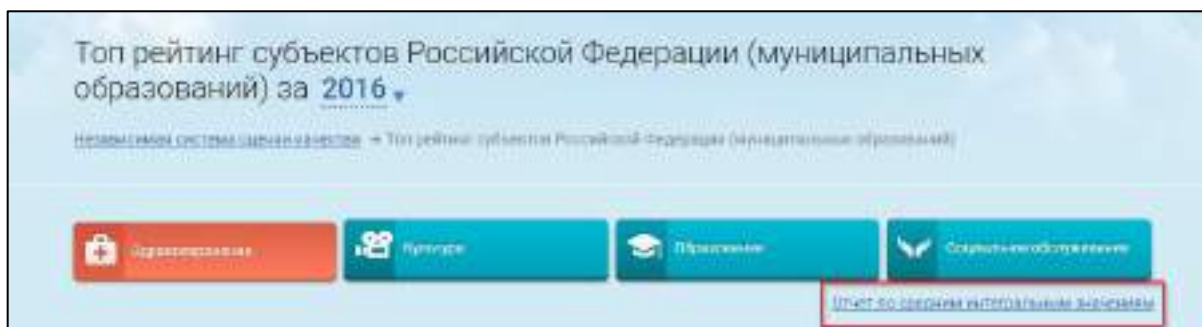 Топ рейтинг субъектов Российской Федерации (муниципальных
образований) за 2016
Независимая система оценки качества → Топ рейтинг субъектов Российской Федерации (муниципальных образований)
Здравоохранение Культура Образование Социальное обслуживание
Отчет по средним интегральным значениям